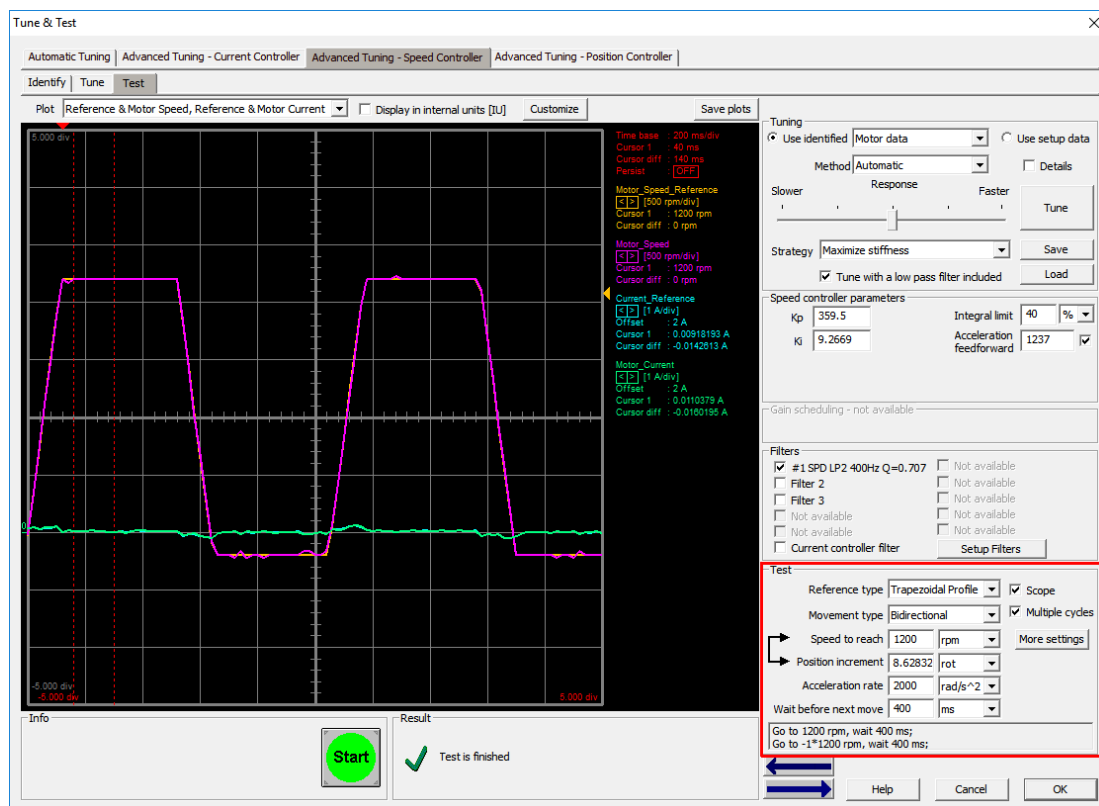 Tune & Test
Automatic Tuning
Advanced Tuning - Current Controller
Advanced Tuning - Speed Controller
Advanced Tuning - Position Controller
Identify
Tune
Test
Plot
Reference & Motor Speed, Reference & Motor Current
Display in internal units [IU]
Customize
Save plots
5.000 div
0
-5.000 div
-5.000 div
5.000 div
Time base : 200 ms/div
Cursor 1 : 40 ms
Cursor diff : 140 ms
Persist : OFF
Motor_Speed_Reference
< > [500 rpm/div]
Cursor 1 : 1200 rpm
Cursor diff : 0 rpm
Motor_Speed
< > [500 rpm/div]
Cursor 1 : 1200 rpm
Cursor diff : 0 rpm
Current_Reference
< > [1 A/div]
Offset : 2 A
Cursor 1 : 0.00918193 A
Cursor diff : -0.0142613 A
Motor_Current
< > [1 A/div]
Offset : 2 A
Cursor 1 : 0.0110379 A
Cursor diff : -0.0160195 A
Tuning
Use identified
Motor data
Use setup data
Method
Automatic
Details
Slower
Response
Faster
Tune
Strategy
Maximize stiffness
Save
Tune with a low pass filter included
Load
Speed controller parameters
Kp 359.5
Integral limit 40 %
Ki 9.2669
Acceleration
feedforward 1237
Gain scheduling - not available
Filters
#1 SPD LP2 400Hz Q=0.707
Not available
Filter 2
Not available
Filter 3
Not available
Not available
Not available
Not available
Not available
Current controller filter
Setup Filters
Test
Reference type
Trapezoidal Profile
Scope
Movement type
Bidirectional
Multiple cycles
Speed to reach 1200 rpm
More settings
Position increment 8.62832 rot
Acceleration rate 2000 rad/s^2
Wait before next move 400 ms
Go to 1200 rpm, wait 400 ms;
Go to -1*1200 rpm, wait 400 ms;
Info
Start
Result
Test is finished
Help
Cancel
OK